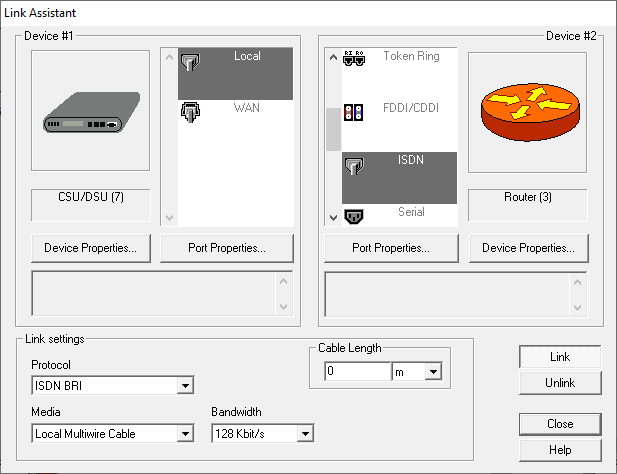 Link Assistant
Device #1
Device #2
Local
WAN
RI RO
Token Ring
FDDI/CDDI
ISDN
Serial
CSU/DSU (7)
Router (3)
Device Properties...
Port Properties...
Port Properties...
Device Properties...
Link settings
Protocol
ISDN BRI
Cable Length
0
m
Media
Local Multiwire Cable
Bandwidth
128 Kbit/s
Link
Unlink
Close
Help